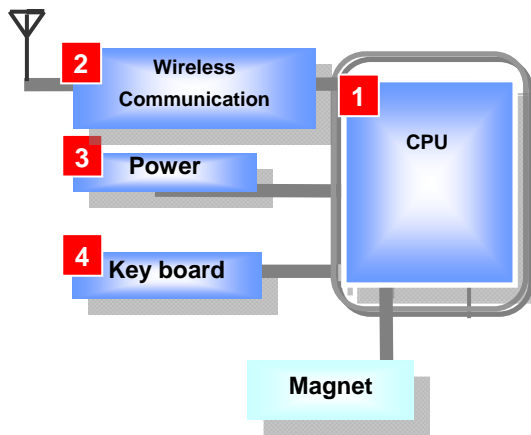 2
Wireless
Communication
1
CPU
3
Power
4
Key board
Magnet